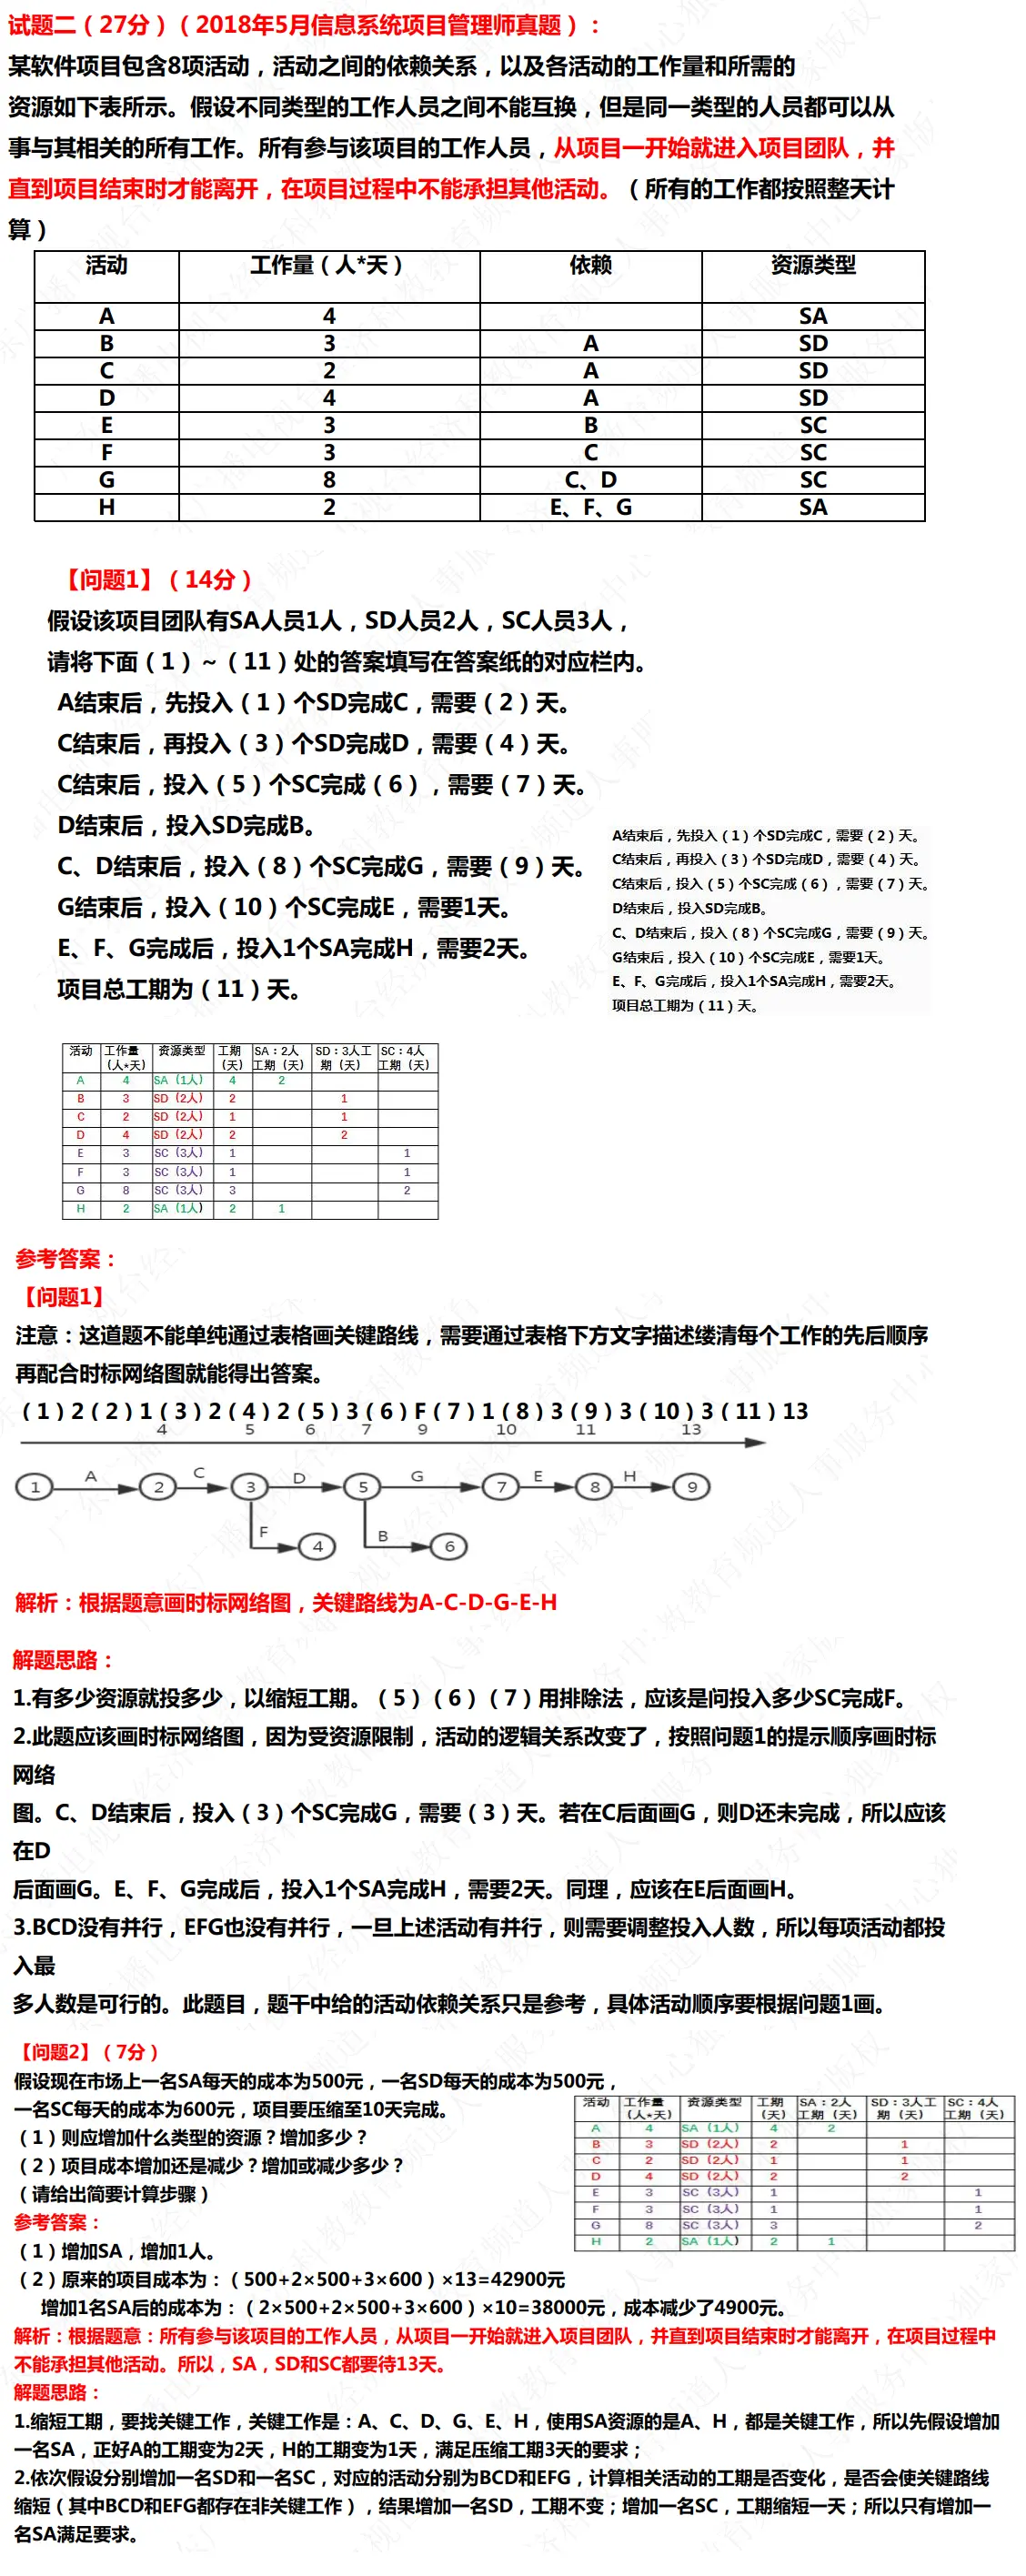 试题二（27分）（2018年5月信息系统项目管理师真题）：
某软件项目包含8项活动，活动之间的依赖关系，以及各活动的工作量和所需的
资源如下表所示。假设不同类型的工作人员之间不能互换，但是同一类型的人员都可以从
事与其相关的所有工作。所有参与该项目的工作人员，从项目一开始就进入项目团队，并
直到项目结束时才能离开，在项目过程中不能承担其他活动。（所有的工作都按照整天计
算）
活动 工作量（人*天） 依赖 资源类型
A 4 SA
B 3 A SD
C 2 A SD
D 4 A SD
E 3 B SC
F 3 C SC
G 8 C、D SC
H 2 E、F、G SA
【问题1】（14分）
假设该项目团队有SA人员1人，SD人员2人，SC人员3人，
请将下面（1）~（11）处的答案填写在答案纸的对应栏内。
A结束后，先投入（1）个SD完成C，需要（2）天。
C结束后，再投入（3）个SD完成D，需要（4）天。
C结束后，投入（5）个SC完成（6），需要（7）天。
D结束后，投入SD完成B。
C、D结束后，投入（8）个SC完成G，需要（9）天。
G结束后，投入（10）个SC完成E，需要1天。
E、F、G完成后，投入1个SA完成H，需要2天。
项目总工期为（11）天。
A结束后，先投入（1）个SD完成C，需要（2）天。
C结束后，再投入（3）个SD完成D，需要（4）天。
C结束后，投入（5）个SC完成（6），需要（7）天。
D结束后，投入SD完成B。
C、D结束后，投入（8）个SC完成G，需要（9）天。
G结束后，投入（10）个SC完成E，需要1天。
E、F、G完成后，投入1个SA完成H，需要2天。
项目总工期为（11）天。
活动 工作量 资源类型 工期 SA：2人 SD：3人工 SC：4人
（人*天） （天） 工期（天） 期（天） 工期（天）
A 4 SA（1人） 4 2
B 3 SD（2人） 2 1
C 2 SD（2人） 1 1
D 4 SD（2人） 2 2
E 3 SC（3人） 1 1
F 3 SC（3人） 1 1
G 8 SC（3人） 3 2
H 2 SA（1人） 2 1
参考答案：
【问题1】
注意：这道题不能单纯通过表格画关键路线，需要通过表格下方文字描述缕清每个工作的先后顺序
再配合时标网络图就能得出答案。
（1）2（2）1（3）2（4）2（5）3（6）F（7）1（8）3（9）3（10）3（11）13
4 5 6 7 9 10 11 13
1 A 2 C 3 D 5 G 7 E 8 H 9
F 4 B 6
解析：根据题意画时标网络图，关键路线为A-C-D-G-E-H
解题思路：
1.有多少资源就投多少，以缩短工期。（5）（6）（7）用排除法，应该是问投入多少SC完成F。
2.此题应该画时标网络图，因为受资源限制，活动的逻辑关系改变了，按照问题1的提示顺序画时标
网络
图。C、D结束后，投入（3）个SC完成G，需要（3）天。若在C后面画G，则D还未完成，所以应该
在D
后面画G。E、F、G完成后，投入1个SA完成H，需要2天。同理，应该在E后面画H。
3.BCD没有并行，EFG也没有并行，一旦上述活动有并行，则需要调整投入人数，所以每项活动都投
入最
多人数是可行的。此题目，题干中给的活动依赖关系只是参考，具体活动顺序要根据问题1画。
【问题2】（7分）
假设现在市场上一名SA每天的成本为500元，一名SD每天的成本为500元，
一名SC每天的成本为600元，项目要压缩至10天完成。
（1）则应增加什么类型的资源？增加多少？
（2）项目成本增加还是减少？增加或减少多少？
（请给出简要计算步骤）
活动 工作量 资源类型 工期 SA：2人 SD：3人工 SC：4人
（人*天） （天） 工期（天） 期（天） 工期（天）
A 4 SA（1人） 4 2
B 3 SD（2人） 2 1
C 2 SD（2人） 1 1
D 4 SD（2人） 2 2
E 3 SC（3人） 1 1
F 3 SC（3人） 1 1
G 8 SC（3人） 3 2
H 2 SA（1人） 2 1
参考答案：
（1）增加SA，增加1人。
（2）原来的项目成本为：（500+2×500+3×600）×13=42900元
增加1名SA后的成本为：（2×500+2×500+3×600）×10=38000元，成本减少了4900元。
解析：根据题意：所有参与该项目的工作人员，从项目一开始就进入项目团队，并直到项目结束时才能离开，在项目过程中
不能承担其他活动。所以，SA，SD和SC都要待13天。
解题思路：
1.缩短工期，要找关键工作，关键工作是：A、C、D、G、E、H，使用SA资源的是A、H，都是关键工作，所以先假设增加
一名SA，正好A的工期变为2天，H的工期变为1天，满足压缩工期3天的要求；
2.依次假设分别增加一名SD和一名SC，对应的活动分别为BCD和EFG，计算相关活动的工期是否变化，是否会使关键路线
缩短（其中BCD和EFG都存在非关键工作），结果增加一名SD，工期不变；增加一名SC，工期缩短一天；所以只有增加一
名SA满足要求。